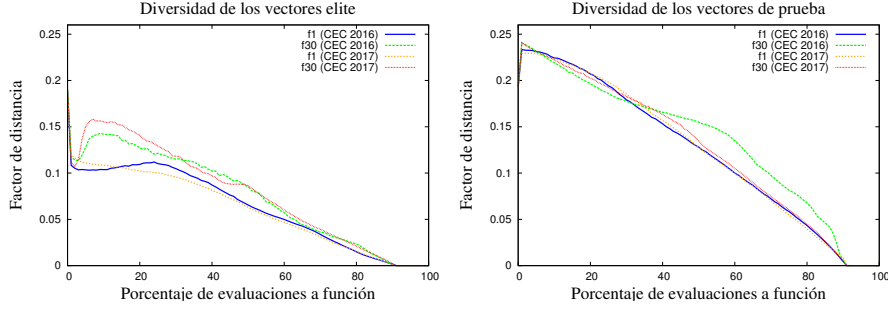 Diversidad de los vectores elite
0.25
0.2
0.15
0.1
0.05
0
0
20
40
60
80
100
Factor de distancia
Porcentaje de evaluaciones a función
f1 (CEC 2016)
f30 (CEC 2016)
f1 (CEC 2017)
f30 (CEC 2017)
Diversidad de los vectores de prueba
0.25
0.2
0.15
0.1
0.05
0
0
20
40
60
80
100
Factor de distancia
Porcentaje de evaluaciones a función
f1 (CEC 2016)
f30 (CEC 2016)
f1 (CEC 2017)
f30 (CEC 2017)